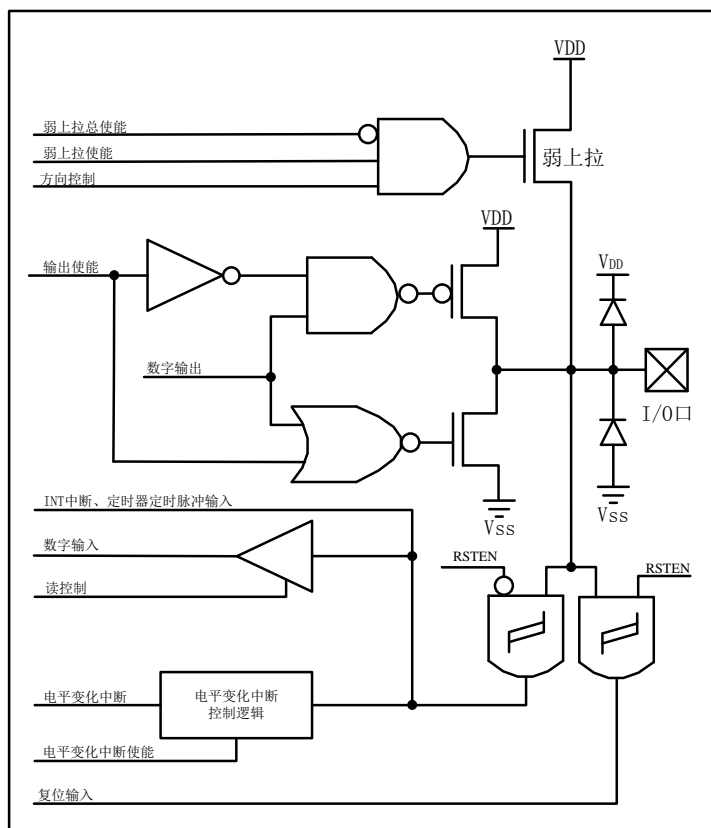 VDD
弱上拉总使能
弱上拉使能
方向控制
弱上拉
VDD
输出使能
VDD
数字输出
I/O口
INT中断、定时器定时脉冲输入
VSS
VSS
数字输入
RSTEN
RSTEN
读控制
电平变化中断
电平变化中断
控制逻辑
电平变化中断使能
复位输入